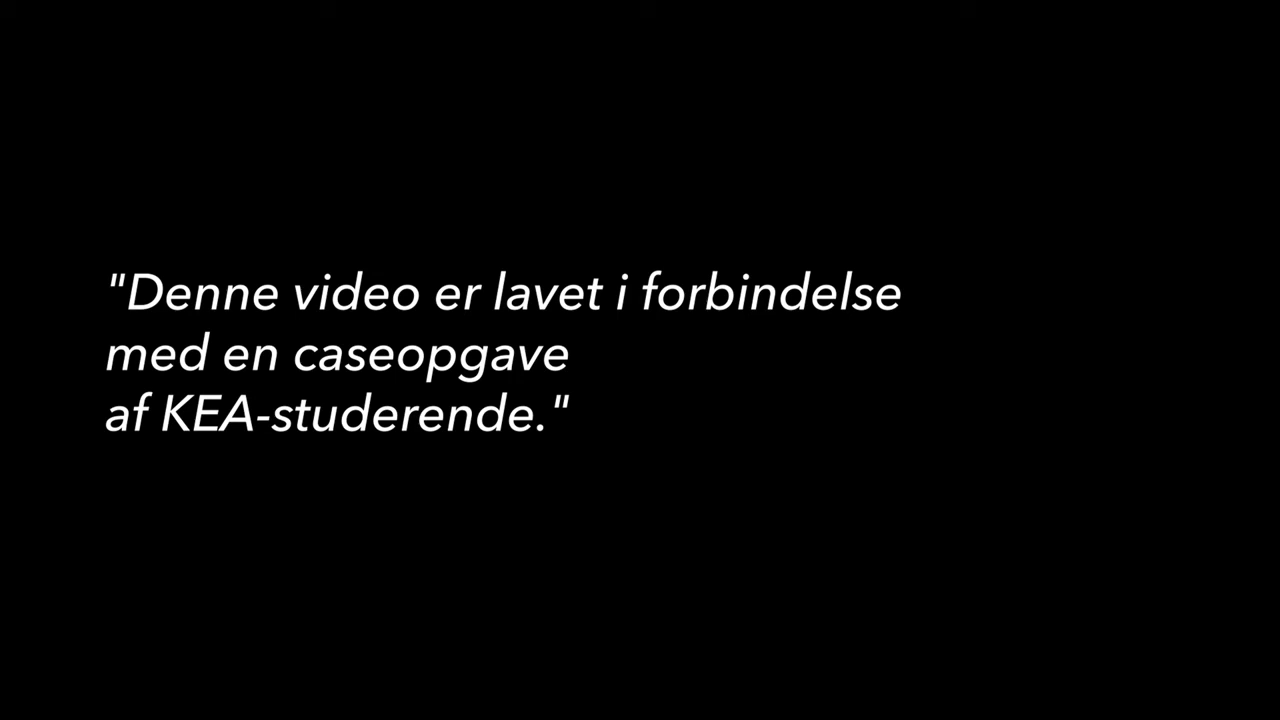 "Denne video er lavet i forbindelse
med en caseopgave
af KEA-studerende."